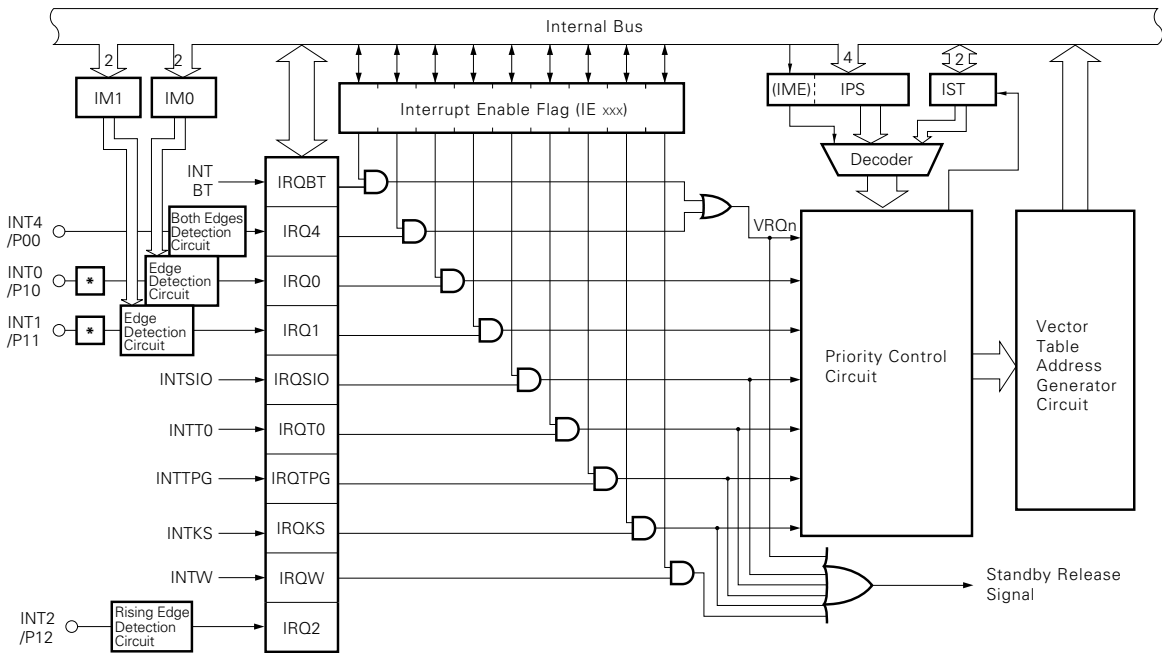 Internal Bus
2
2
4
2
IM1
IM0
Interrupt Enable Flag (IE xxx)
(IME)
IPS
IST
Decoder
INT
BT
IRQBT
INT4
/P00
Both Edges
Detection
Circuit
IRQ4
VRQn
INT0
/P10
*
Edge
Detection
Circuit
IRQ0
INT1
/P11
*
Edge
Detection
Circuit
IRQ1
Priority Control
Circuit
Vector
Table
Address
Generator
Circuit
INTSIO
IRQSIO
INTT0
IRQT0
INTTPG
IRQTPG
INTKS
IRQKS
INTW
IRQW
Standby Release
Signal
INT2
/P12
Rising Edge
Detection
Circuit
IRQ2